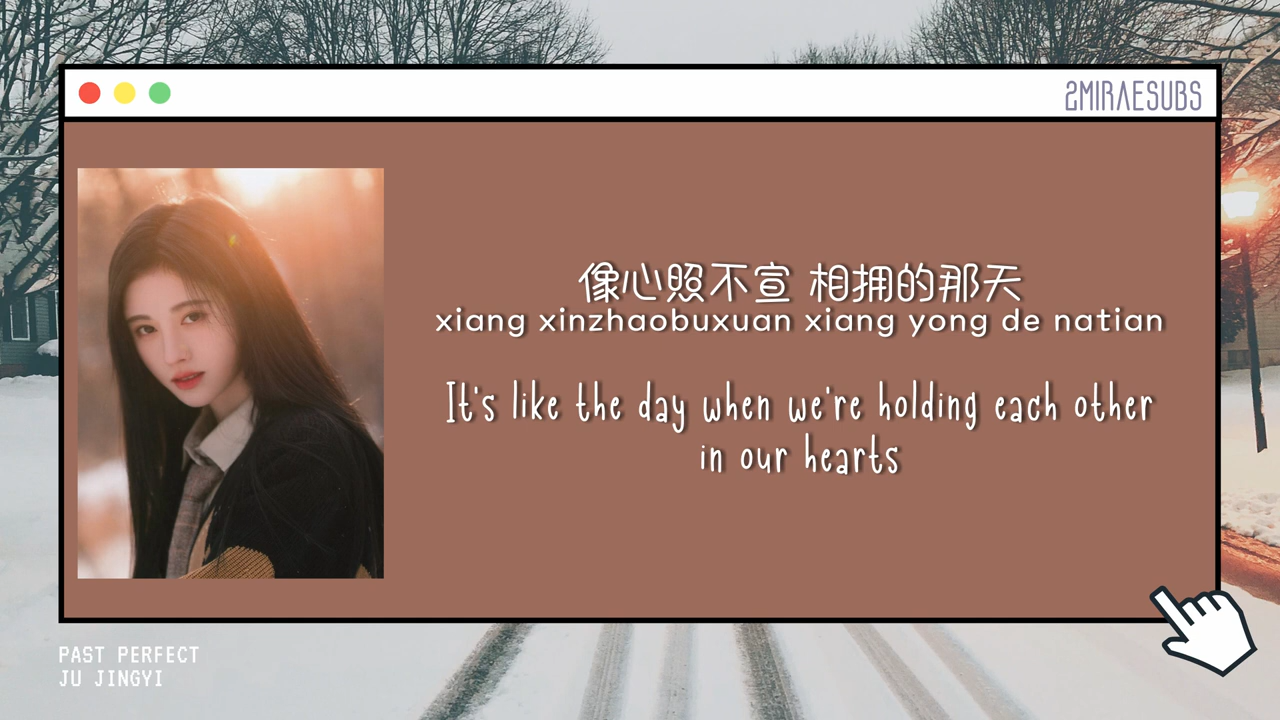 2MIRAESUBS
像心照不宣 相拥的那天
xiang xinzhaobuxuan xiang yong de natian
It's like the day when we're holding each other
in our hearts
PAST PERFECT
JU JINGYI